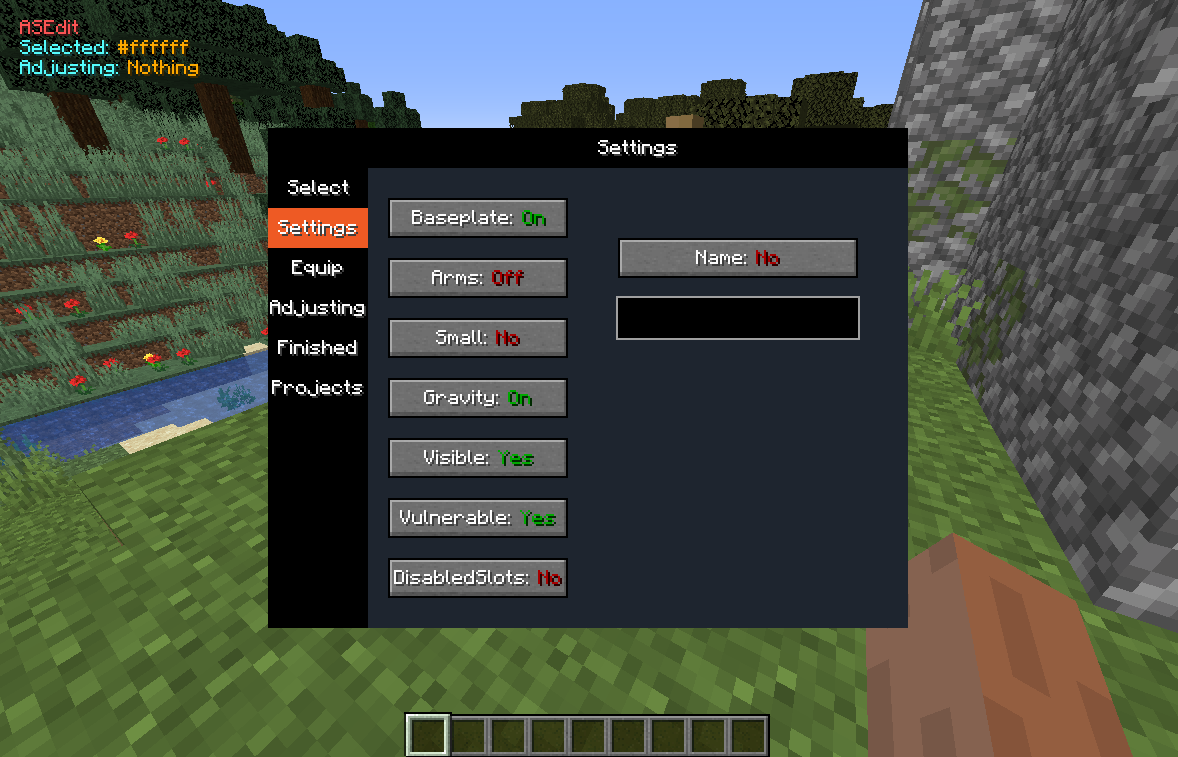 ASEdit
Selected: #ffffff
Adjusting: Nothing
Settings
Select
Settings
Equip
Adjusting
Finished
Projects
Baseplate: On
Arms: Off
Small: No
Gravity: On
Visible: Yes
Vulnerable: Yes
DisabledSlots: No
Name: No